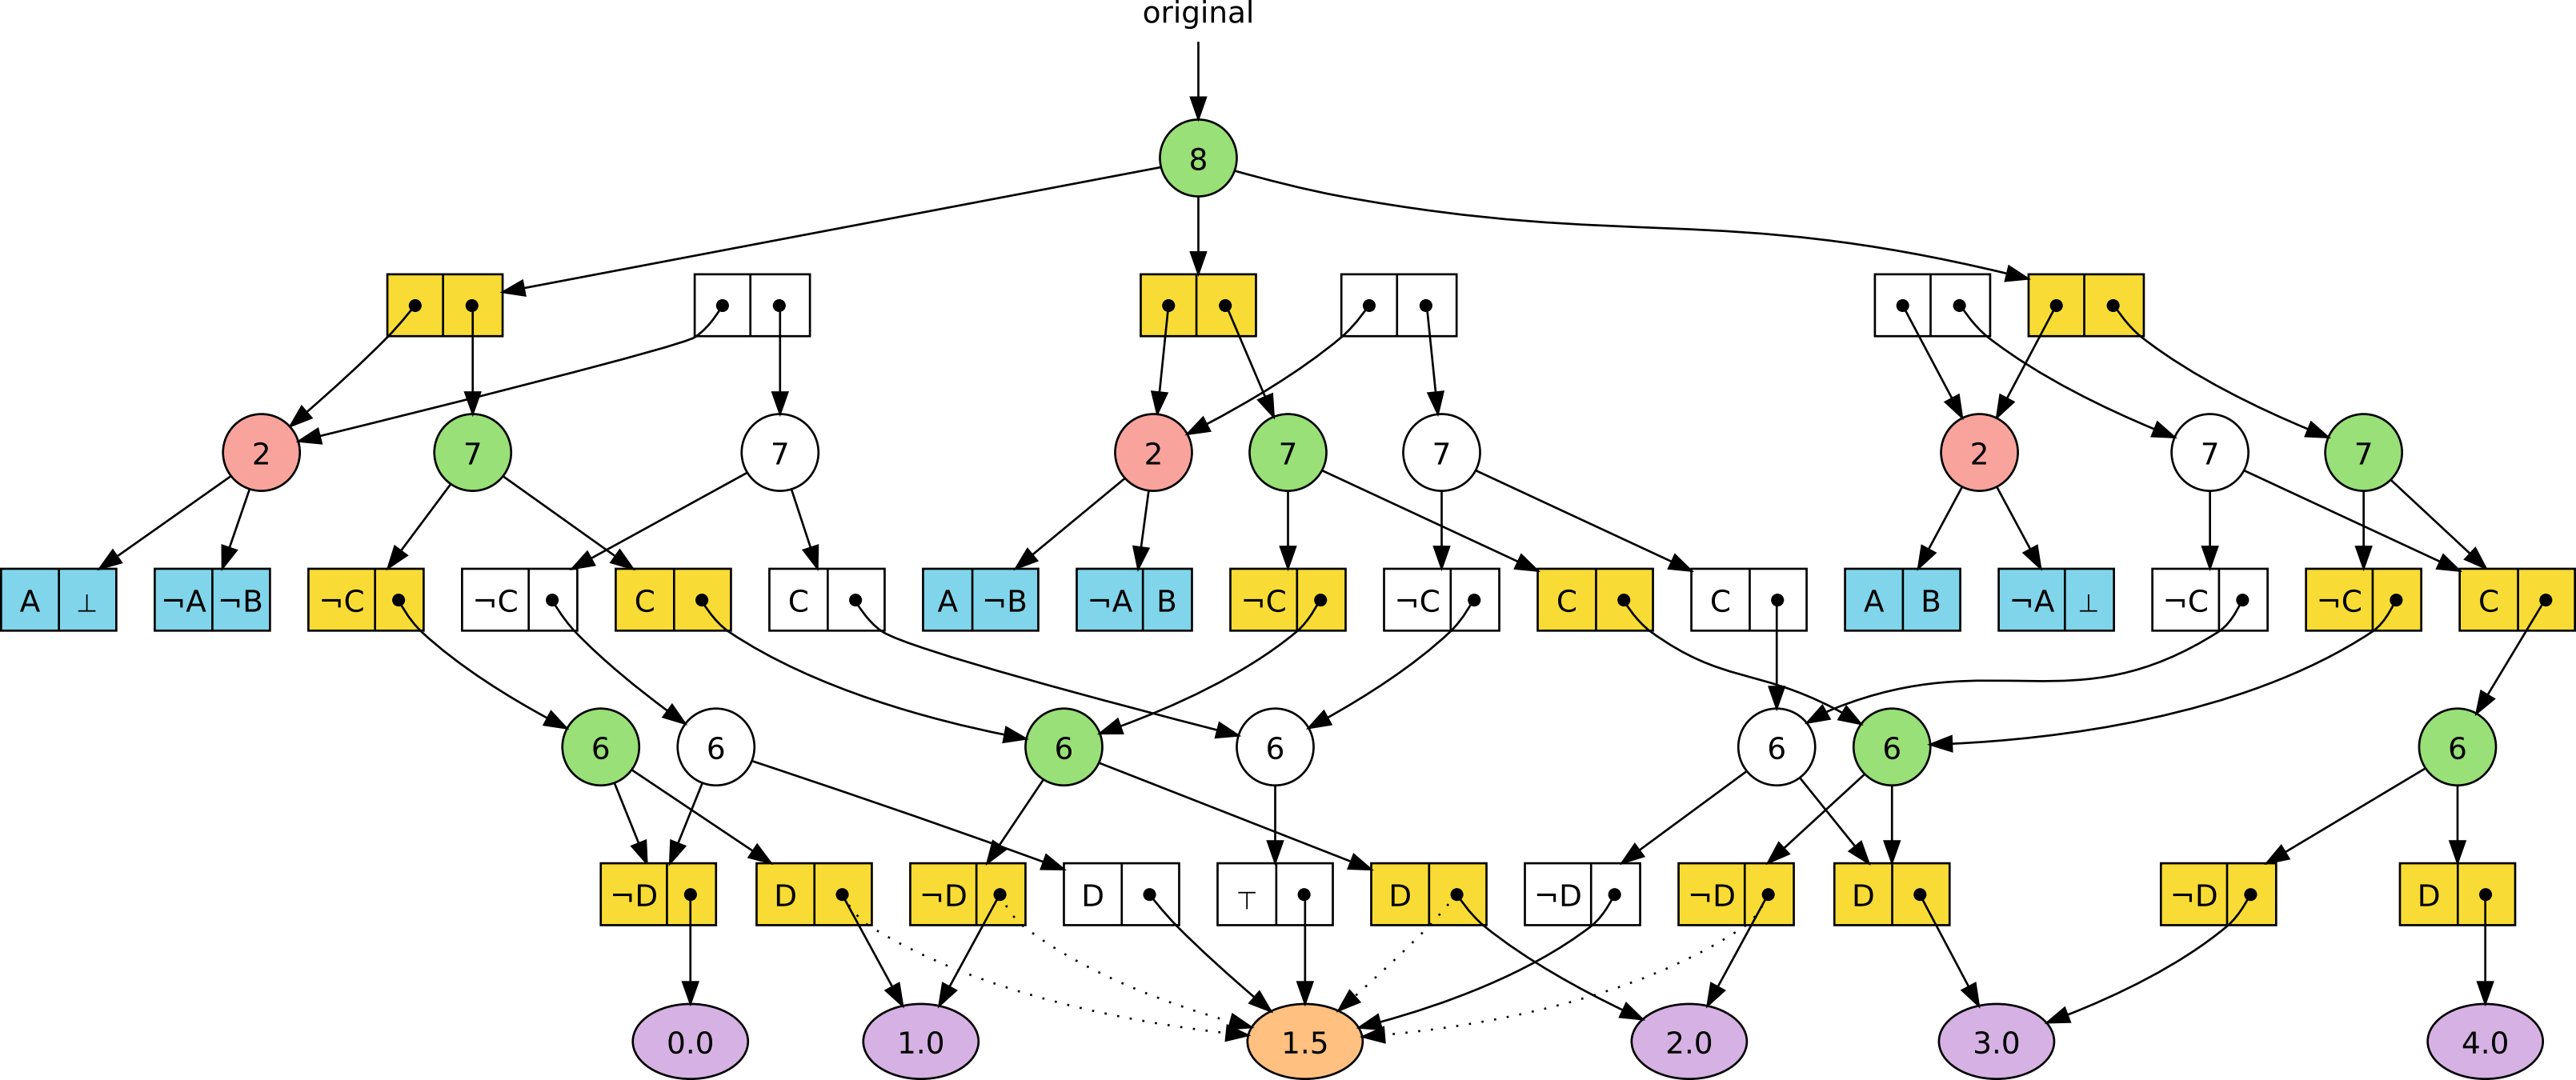 original
8
2 7 7 2 7 7 2 7 7
A ⊥ ¬A ¬B ¬C ¬C C C A ¬B ¬A B ¬C ¬C C C A B ¬A ⊥ ¬C ¬C C
6 6 6 6 6 6 6
¬D D ¬D D ⊤ D ¬D ¬D D ¬D D
0.0 1.0 1.5 2.0 3.0 4.0